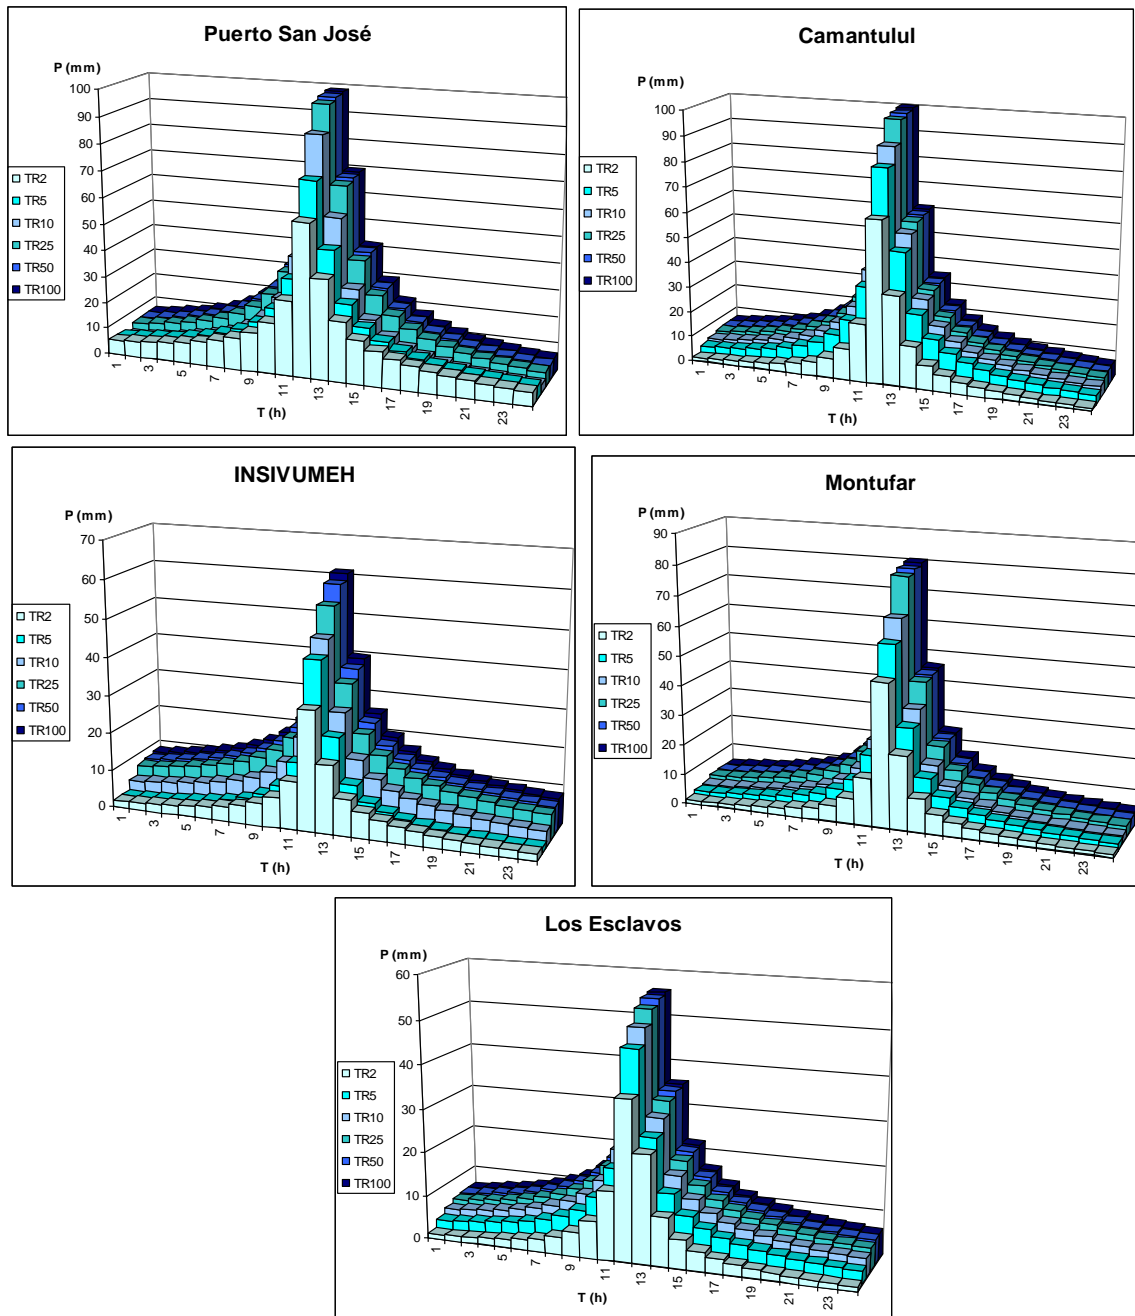 Puerto San José
P (mm)
100
90
80
70
60
50
40
30
20
10
0
TR2
TR5
TR10
TR25
TR50
TR100
1
3
5
7
9
11
13
15
17
19
21
23
T (h)
Camantulul
P (mm)
100
90
80
70
60
50
40
30
20
10
0
TR2
TR5
TR10
TR25
TR50
TR100
1
3
5
7
9
11
13
15
17
19
21
23
T (h)
INSIVUMEH
P (mm)
70
60
50
40
30
20
10
0
TR2
TR5
TR10
TR25
TR50
TR100
1
3
5
7
9
11
13
15
17
19
21
23
T (h)
Montufar
P (mm)
90
80
70
60
50
40
30
20
10
0
TR2
TR5
TR10
TR25
TR50
TR100
1
3
5
7
9
11
13
15
17
19
21
23
T (h)
Los Esclavos
P (mm)
60
50
40
30
20
10
0
TR2
TR5
TR10
TR25
TR50
TR100
1
3
5
7
9
11
13
15
17
19
21
23
T (h)